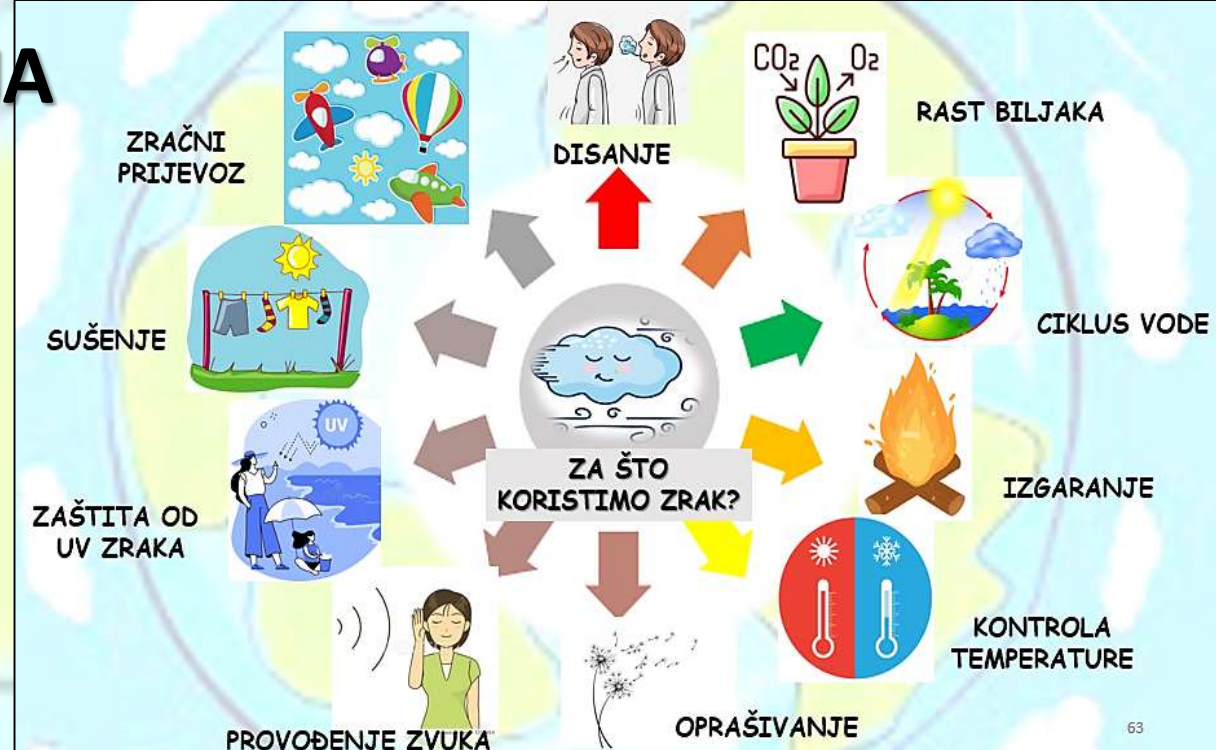 A
ZRAČNI
PRIJEVOZ
DISANJE
CO2
O2
RAST BILJAKA
CIKLUS VODE
SUŠENJE
IZGARANJE
ZA ŠTO
KORISTIMO ZRAK?
UV
ZAŠTITA OD
UV ZRAKA
KONTROLA
TEMPERATURE
PROVOĐENJE ZVUKA
OPRAŠIVANJE
63